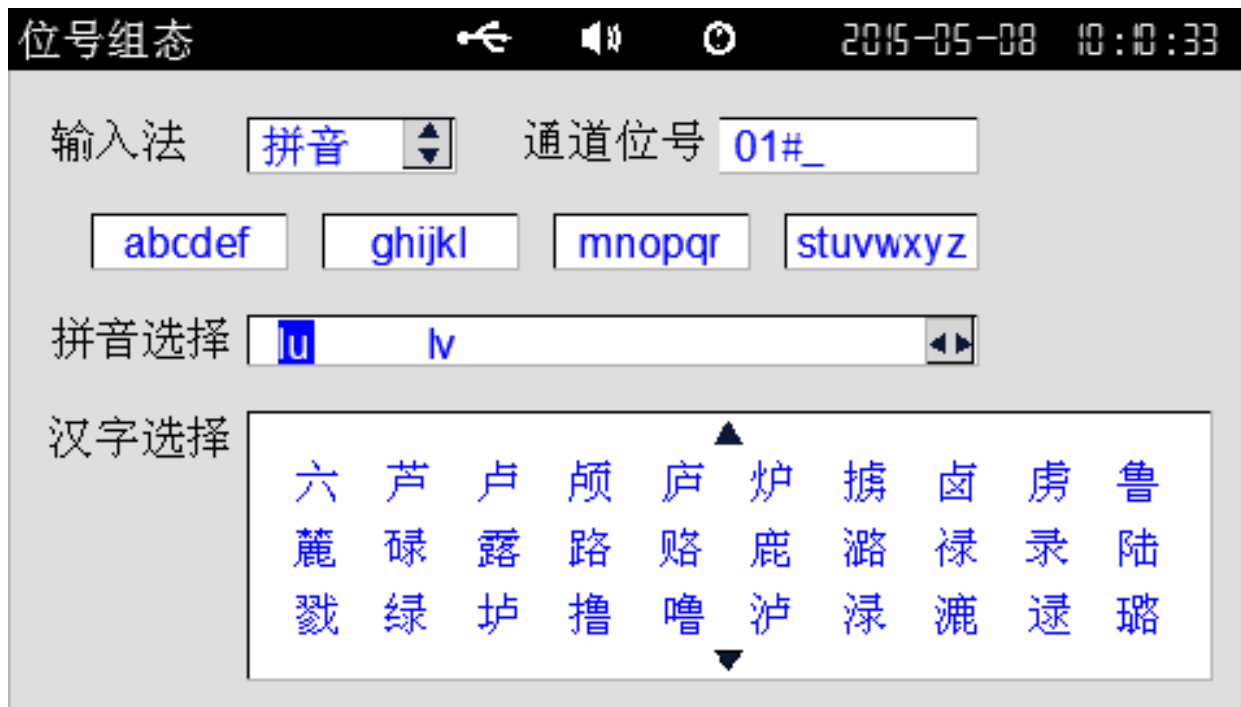 位号组态 2015-05-08 10:10:33
输入法 拼音 通道位号 01#_
abcdef ghijkl mnopqr stuvwxyz
拼音选择 lu lv
汉字选择
六 芦 卢 颅 庐 炉 掳 卤 虏 鲁
麓 碌 露 路 赂 鹿 潞 禄 录 陆
戮 绿 垆 撸 噜 泸 渌 漉 逯 璐